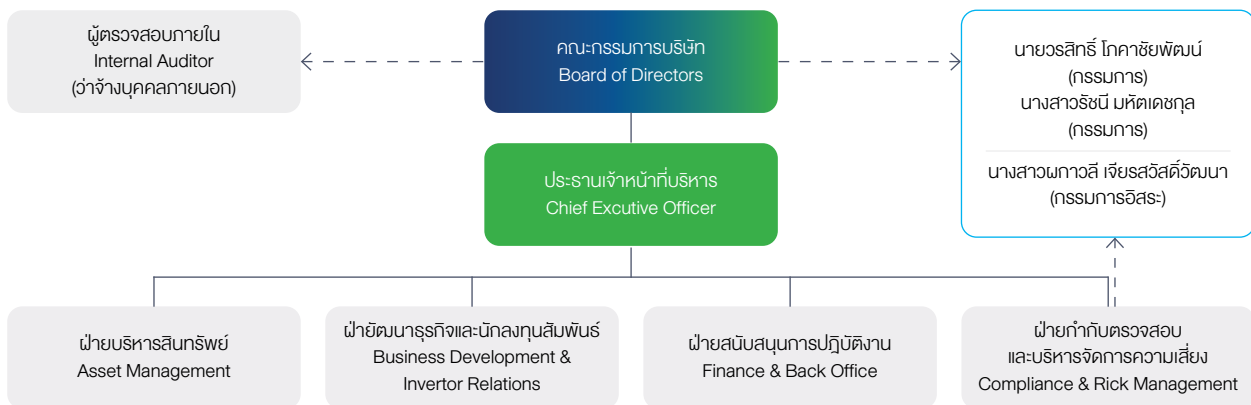 ผู้ตรวจสอบภายใน
Internal Auditor
(ว่าจ้างบุคคลภายนอก)
คณะกรรมการบริษัท
Board of Directors
นายวรสิทธิ์ โภคาชัยพัฒน์
(กรรมการ)
นางสาวรัชนี มหัตเดชกุล
(กรรมการ)
นางสาวผกาวลี เจียรสวัสดิ์วัฒนา
(กรรมการอิสระ)
ประธานเจ้าหน้าที่บริหาร
Chief Excutive Officer
ฝ่ายบริหารสินทรัพย์
Asset Management
ฝ่ายัฒนาธุรกิจและนักลงทุนสัมพันธ์
Business Development &
Invertor Relations
ฝ่ายสนับสนุนการปฏิบัติงาน
Finance & Back Office
ฝ่ายกำกับตรวจสอบ
และบริหารจัดการความเสี่ยง
Compliance & Rick Management